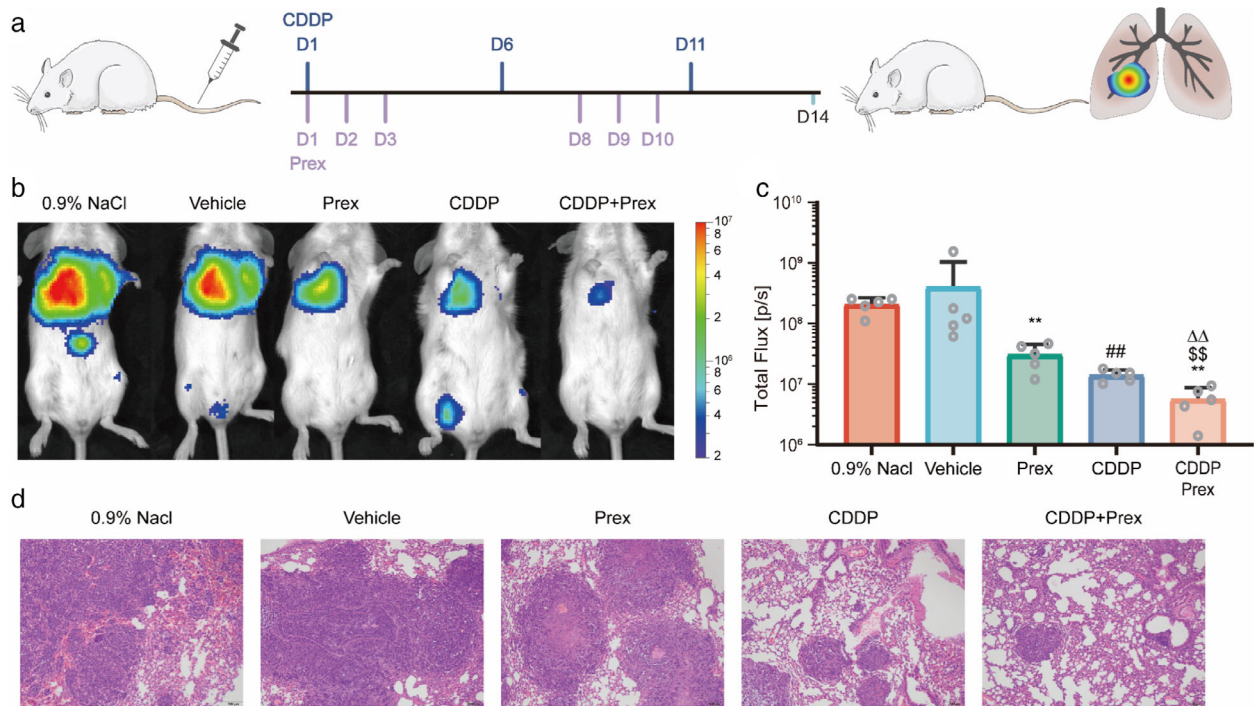 a
CDDP
D1 D6 D11
D1 D2 D3 D8 D9 D10 D14
Prex
b
0.9% NaCl Vehicle Prex CDDP CDDP+Prex
10⁷
8
6
4
2
10⁶
8
6
4
2
c
Total Flux [p/s]
10¹⁰
10⁹
10⁸
10⁷
10⁶
**
##
ΔΔ
$$
**
0.9% Nacl Vehicle Prex CDDP CDDP
Prex
d
0.9% Nacl Vehicle Prex CDDP CDDP+Prex